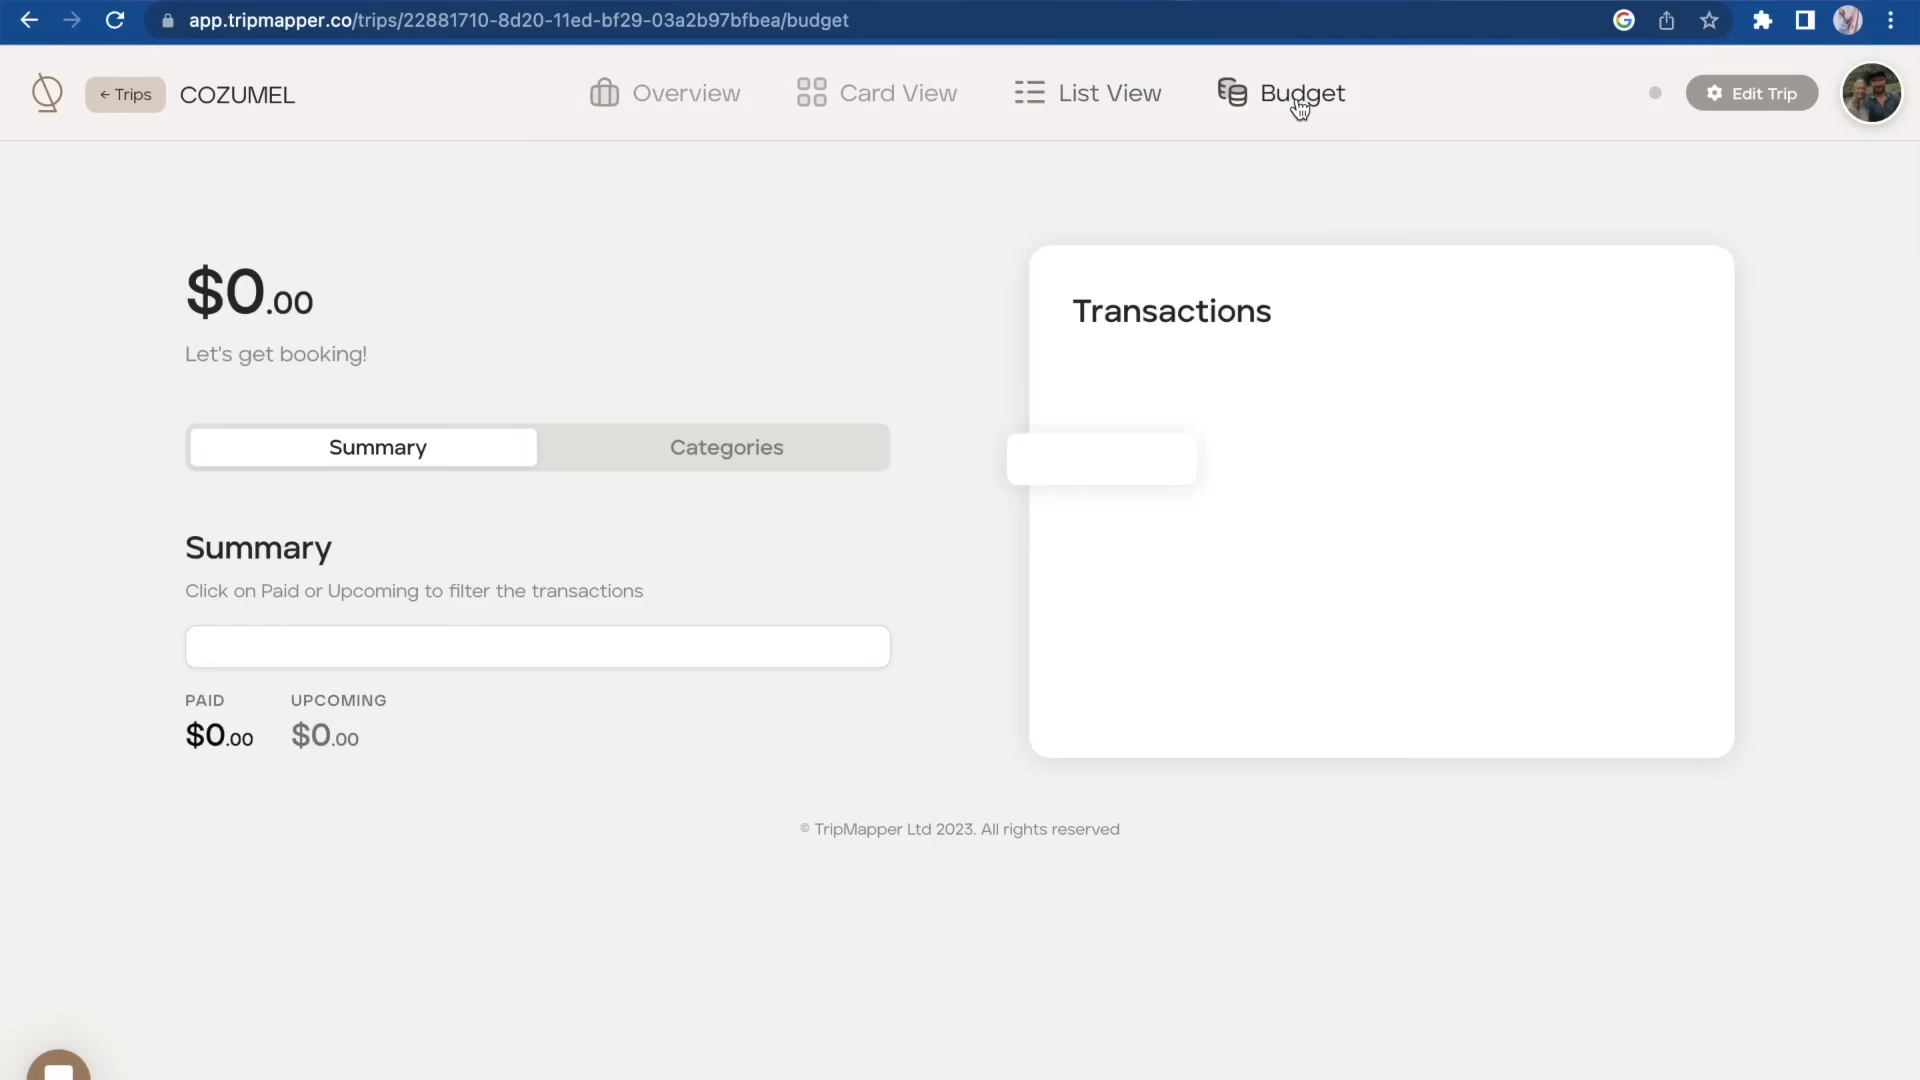 app.tripmapper.co/trips/22881710-8d20-11ed-bf29-03a2b97bfbea/budget
← Trips
COZUMEL
Overview
Card View
List View
Budget
Edit Trip
$0.00
Let's get booking!
Summary
Categories
Summary
Click on Paid or Upcoming to filter the transactions
PAID
UPCOMING
$0.00
$0.00
Transactions
© TripMapper Ltd 2023. All rights reserved